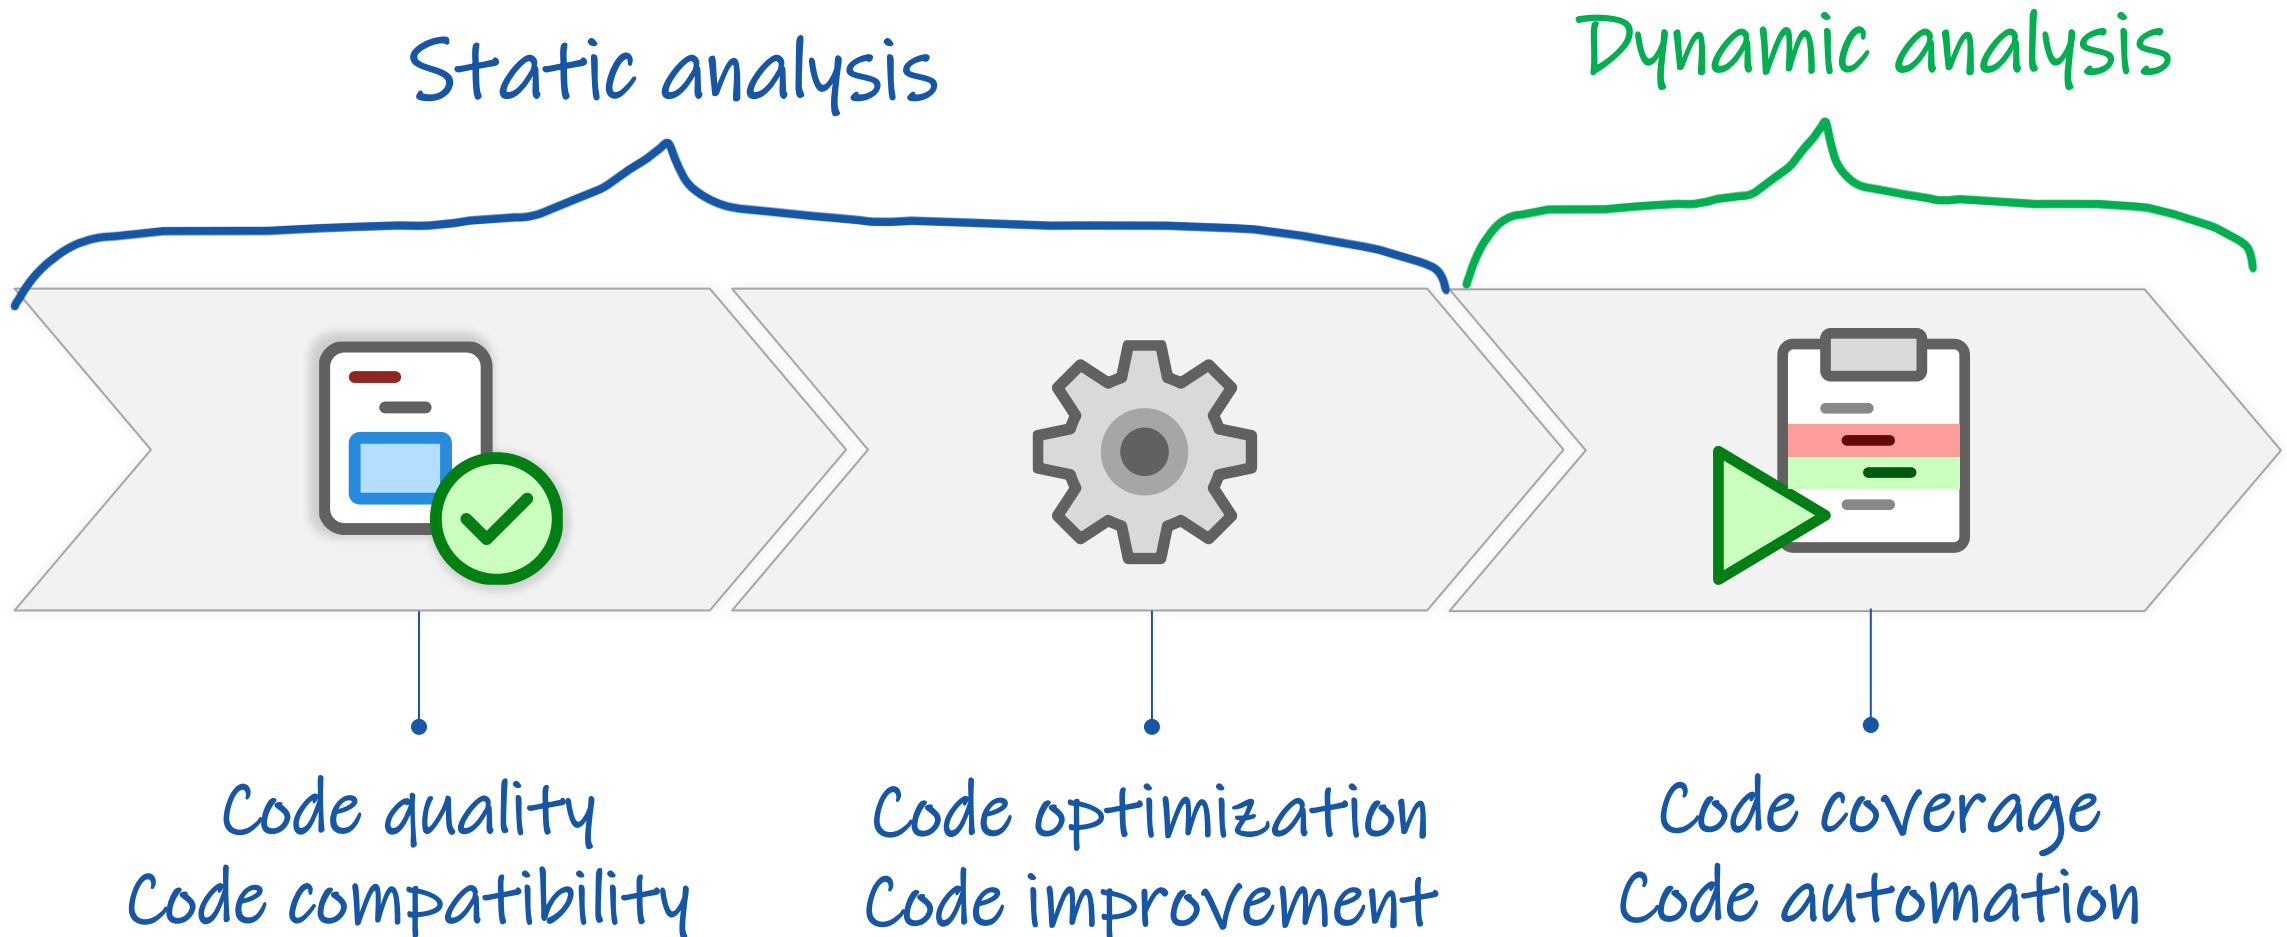 Static analysis
Dynamic analysis
Code quality
Code compatibility
Code optimization
Code improvement
Code coverage
Code automation